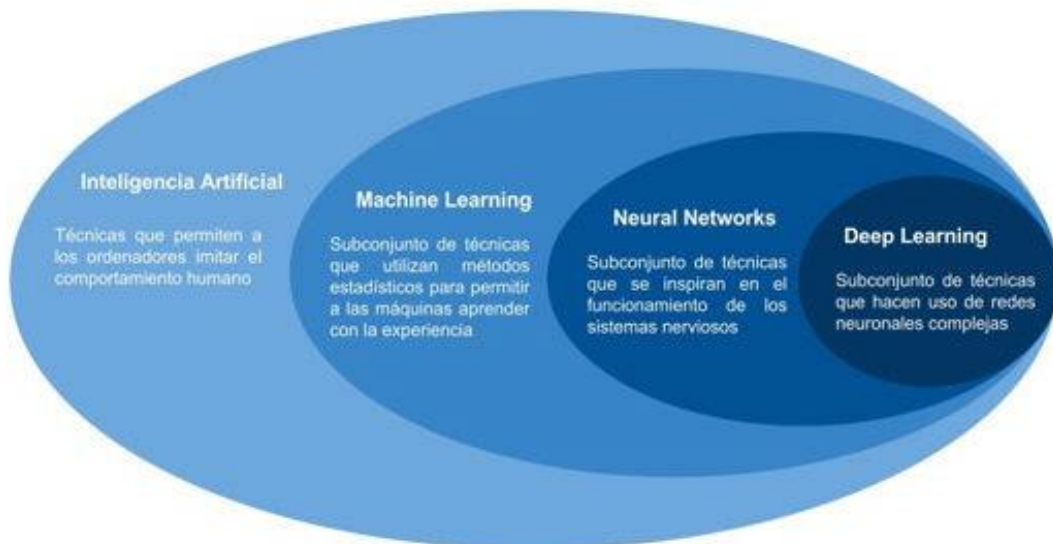 Inteligencia Artificial
Técnicas que permiten a
los ordenadores imitar el
comportamiento humano
Machine Learning
Subconjunto de técnicas
que utilizan métodos
estadísticos para permitir
a las máquinas aprender
con la experiencia
Neural Networks
Subconjunto de técnicas
que se inspiran en el
funcionamiento de los
sistemas nerviosos
Deep Learning
Subconjunto de técnicas
que hacen uso de redes
neuronales complejas